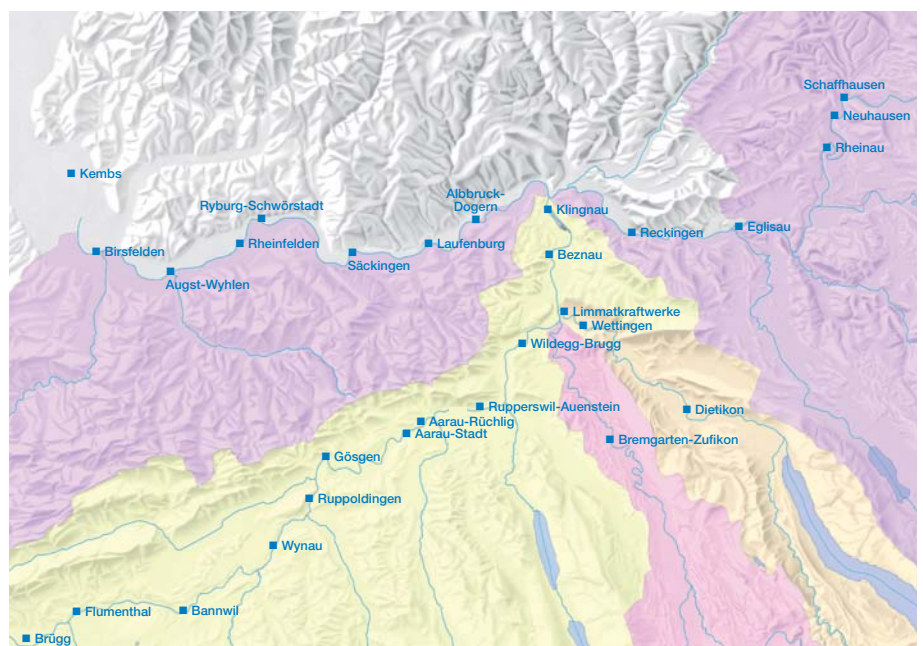 Schaffhausen
Neuhausen
Rheinau
Kembs
Albbruck-
Dogern
Ryburg-Schwörstadt
Klingnau
Eglisau
Reckingen
Rheinfelden
Laufenburg
Birsfelden
Beznau
Säckingen
Augst-Wyhlen
Limmatkraftwerke
Wettingen
Wildegg-Brugg
Rupperswil-Auenstein
Dietikon
Aarau-Rüchlig
Aarau-Stadt
Bremgarten-Zufikon
Gösgen
Ruppoldingen
Wynau
Flumenthal
Bannwil
Brügg